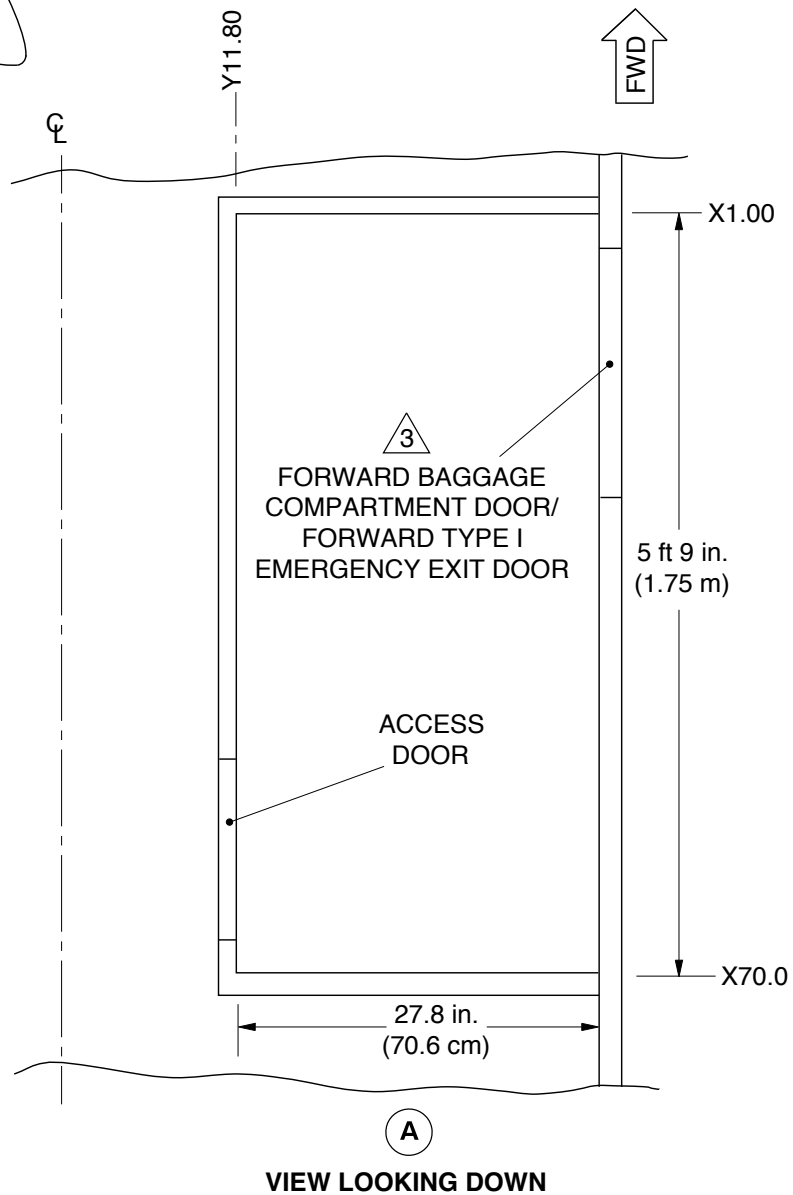 Y11.80
FWD
℄
X1.00
3
FORWARD BAGGAGE
COMPARTMENT DOOR/
FORWARD TYPE I
EMERGENCY EXIT DOOR
5 ft 9 in.
(1.75 m)
ACCESS
DOOR
X70.0
27.8 in.
(70.6 cm)
A
VIEW LOOKING DOWN